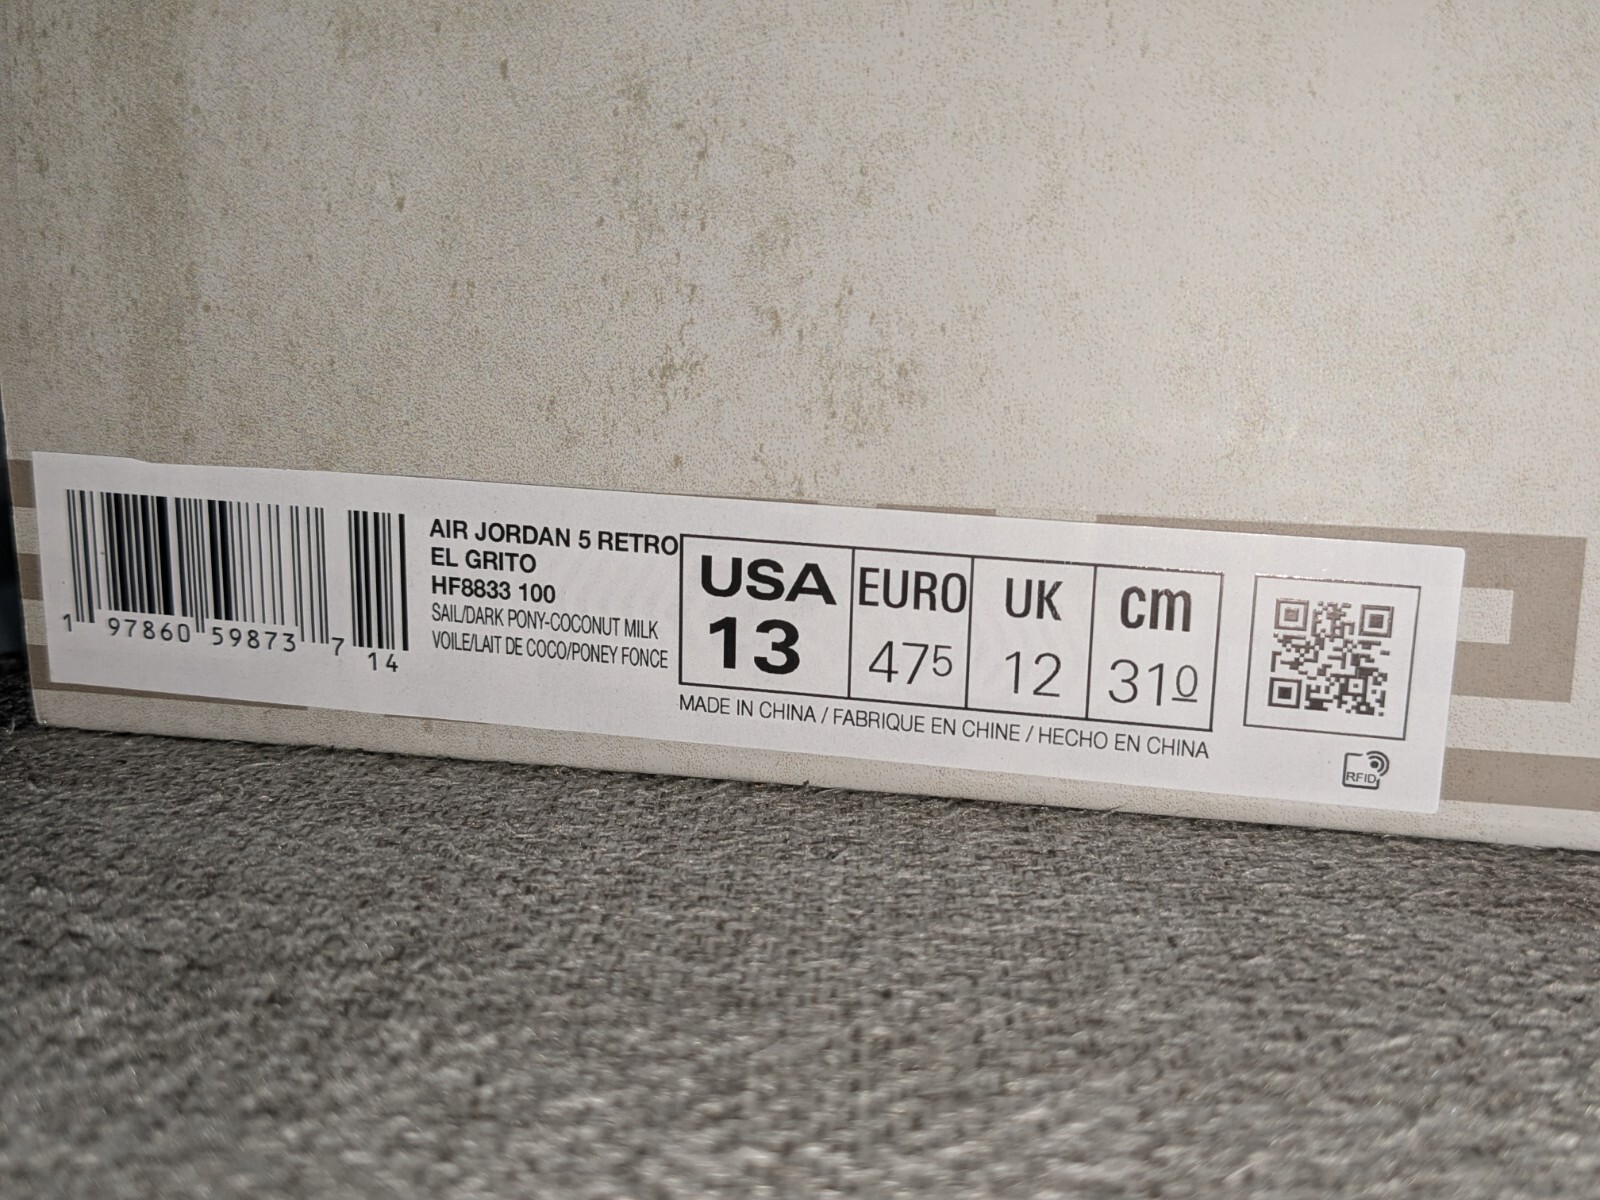 AIR JORDAN 5 RETRO
EL GRITO
HF8833 100
SAIL/DARK PONY-COCONUT MILK
VOILE/LAIT DE COCO/PONEY FONCE
1 97860 59873 7
14
USA EURO UK cm
13 475 12 310
MADE IN CHINA / FABRIQUE EN CHINE / HECHO EN CHINA
RFID